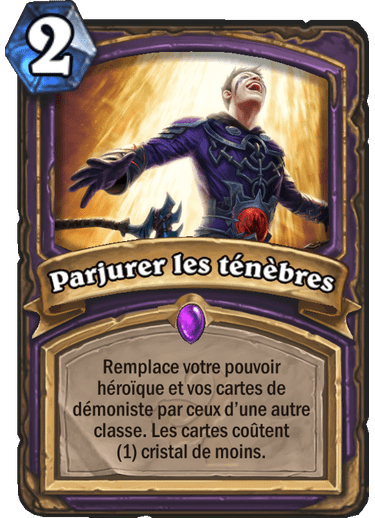 2
Parjurer les ténèbres
Remplace votre pouvoir
héroïque et vos cartes de
démoniste par ceux d'une autre
classe. Les cartes coûtent
(1) cristal de moins.